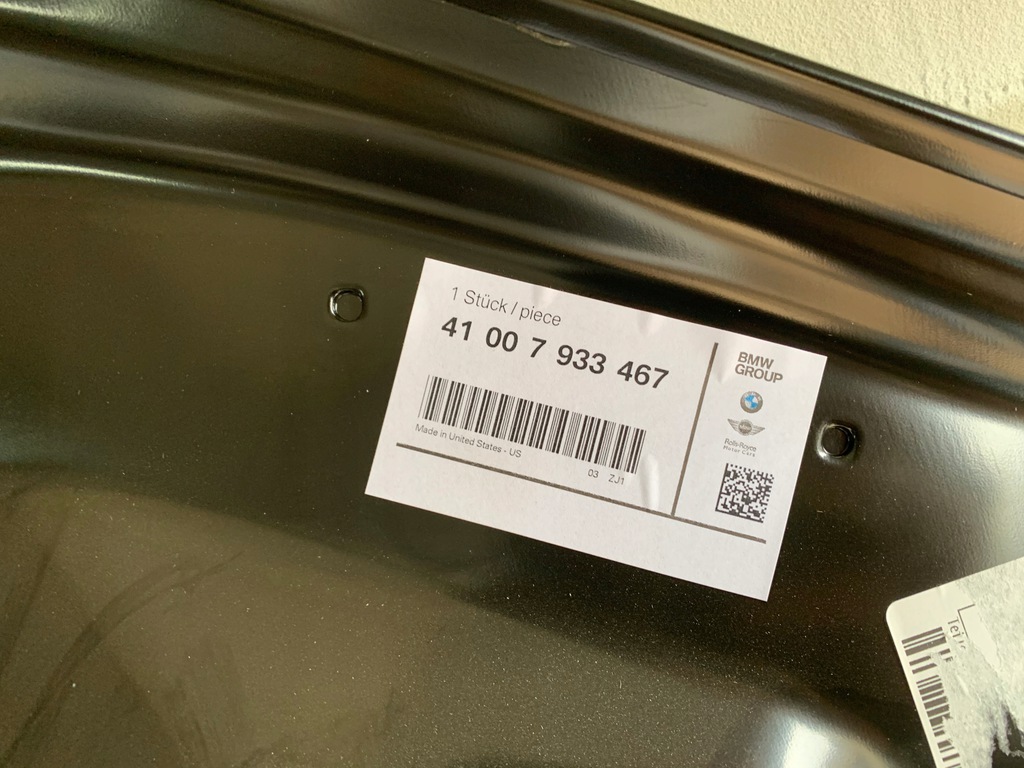 1 Stück / piece
41 00 7 933 467
Made in United States - US
03 ZJ1
BMW
GROUP
Rolls-Royce
Motor Cars